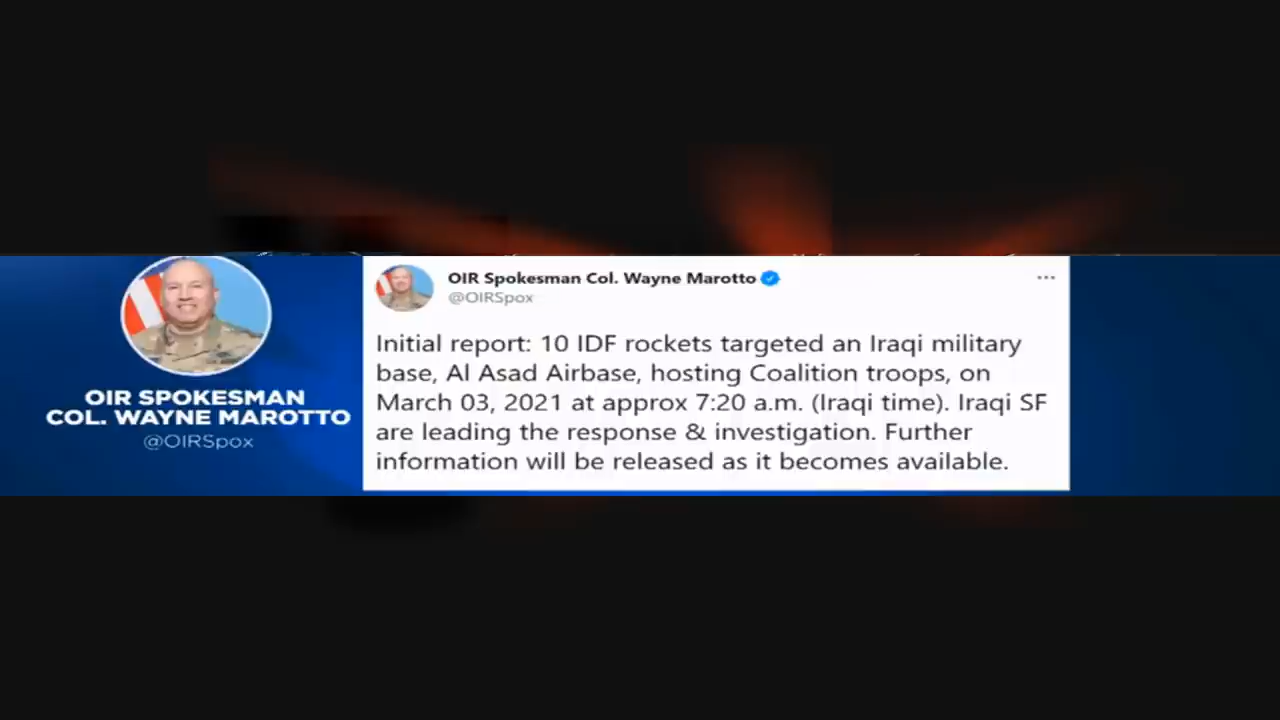 OIR SPOKESMAN
COL. WAYNE MAROTTO
@OIRSpox
OIR Spokesman Col. Wayne Marotto
@OIRSpox
Initial report: 10 IDF rockets targeted an Iraqi military
base, Al Asad Airbase, hosting Coalition troops, on
March 03, 2021 at approx 7:20 a.m. (Iraqi time). Iraqi SF
are leading the response & investigation. Further
information will be released as it becomes available.